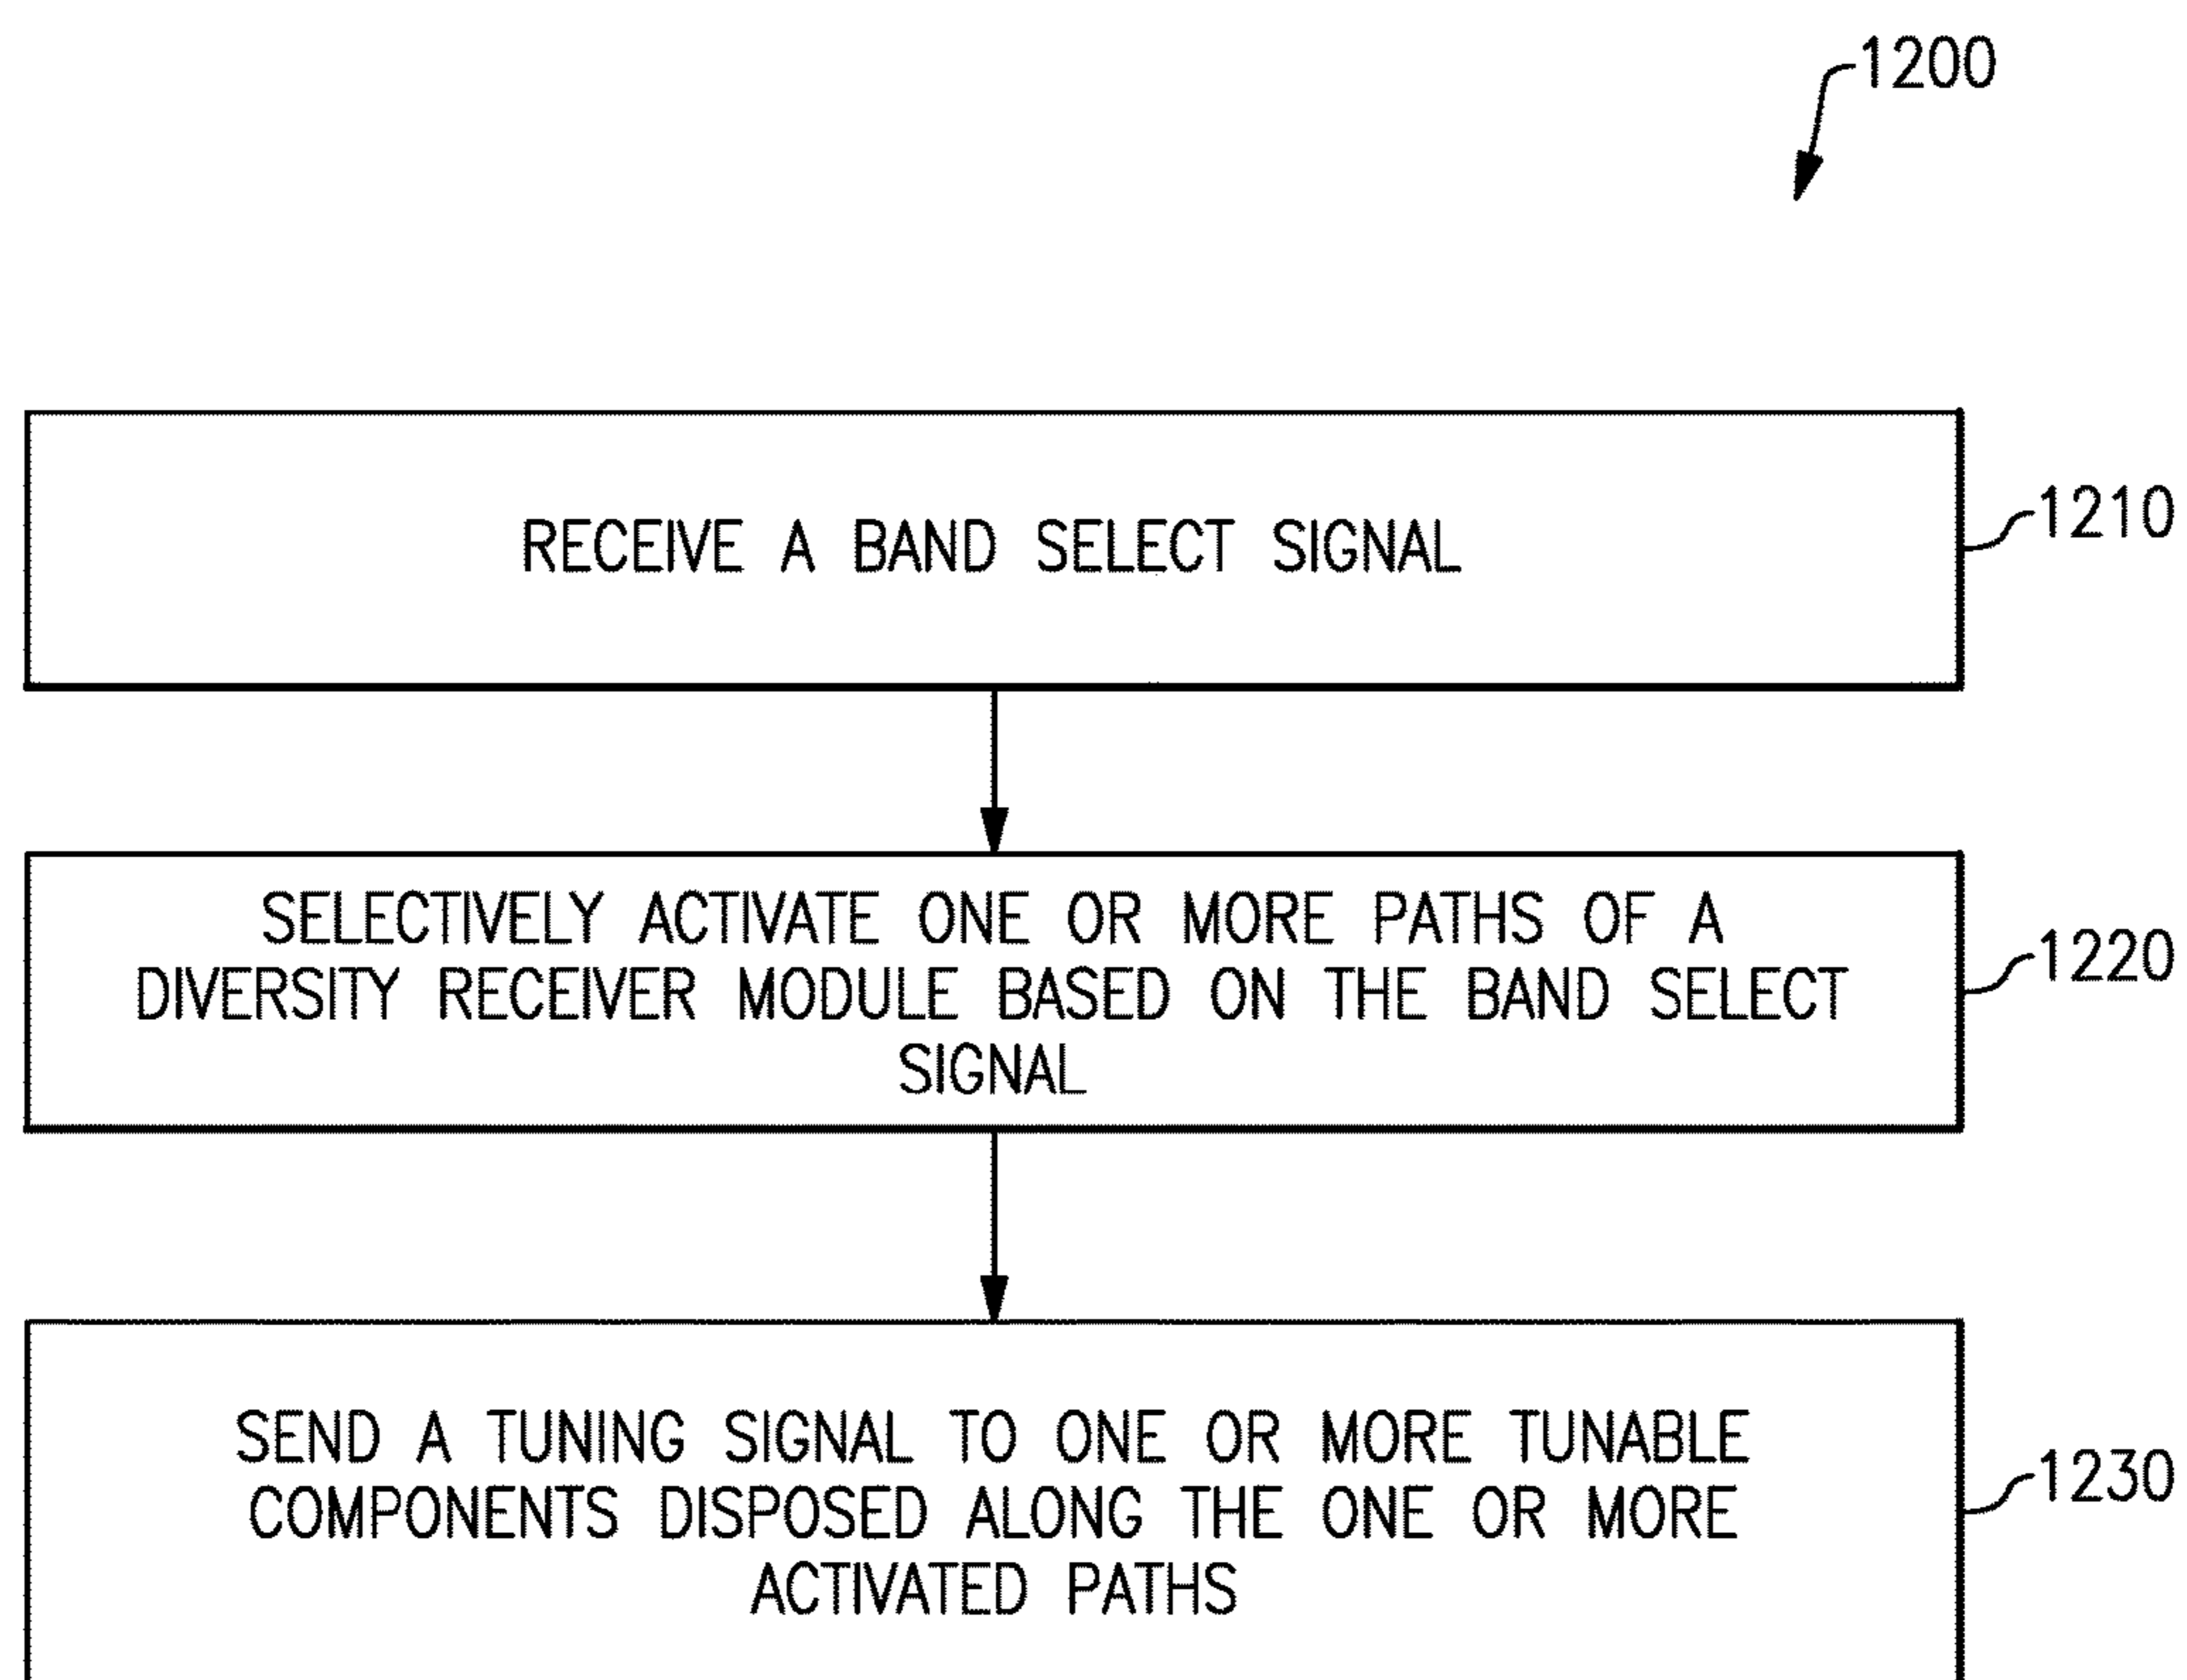 1200
RECEIVE A BAND SELECT SIGNAL
1210
SELECTIVELY ACTIVATE ONE OR MORE PATHS OF A
DIVERSITY RECEIVER MODULE BASED ON THE BAND SELECT
SIGNAL
1220
SEND A TUNING SIGNAL TO ONE OR MORE TUNABLE
COMPONENTS DISPOSED ALONG THE ONE OR MORE
ACTIVATED PATHS
1230